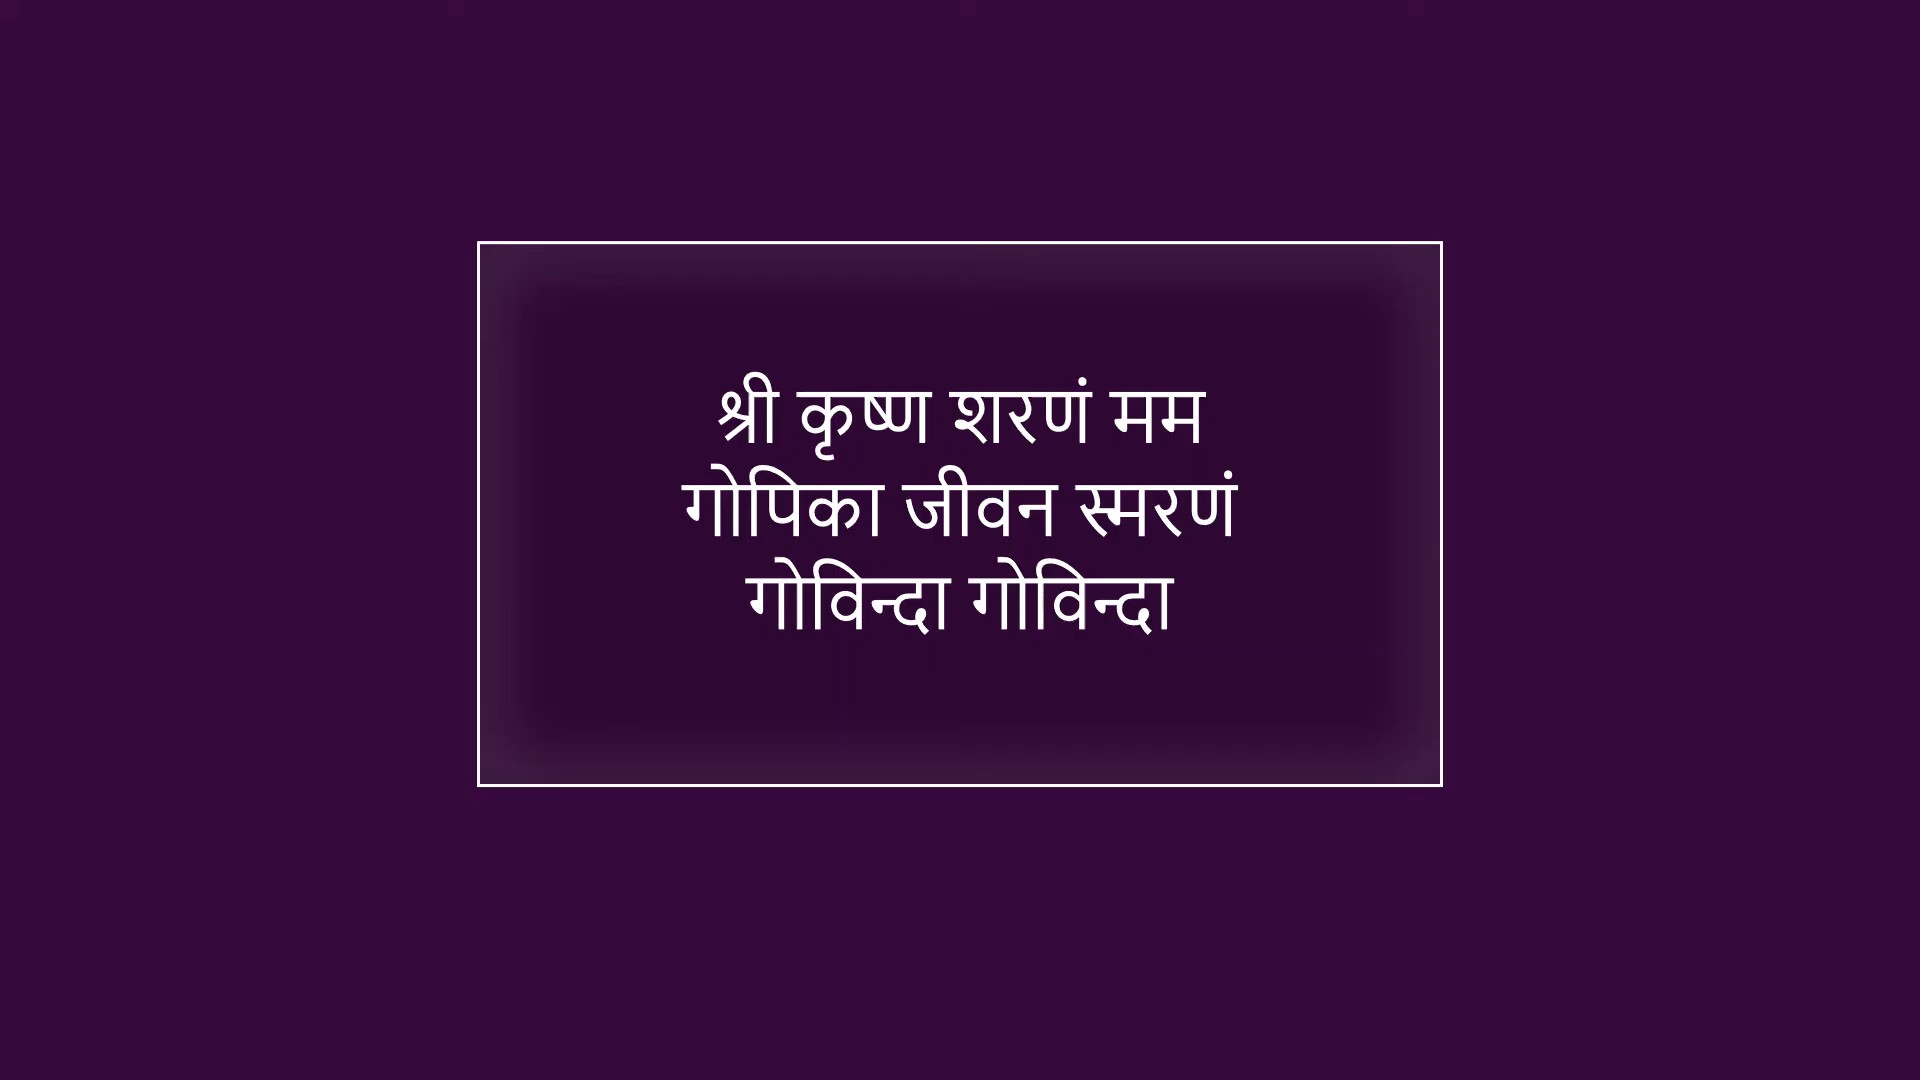 श्री कृष्ण शरणं मम
गोपिका जीवन स्मरणं
गोविन्दा गोविन्दा